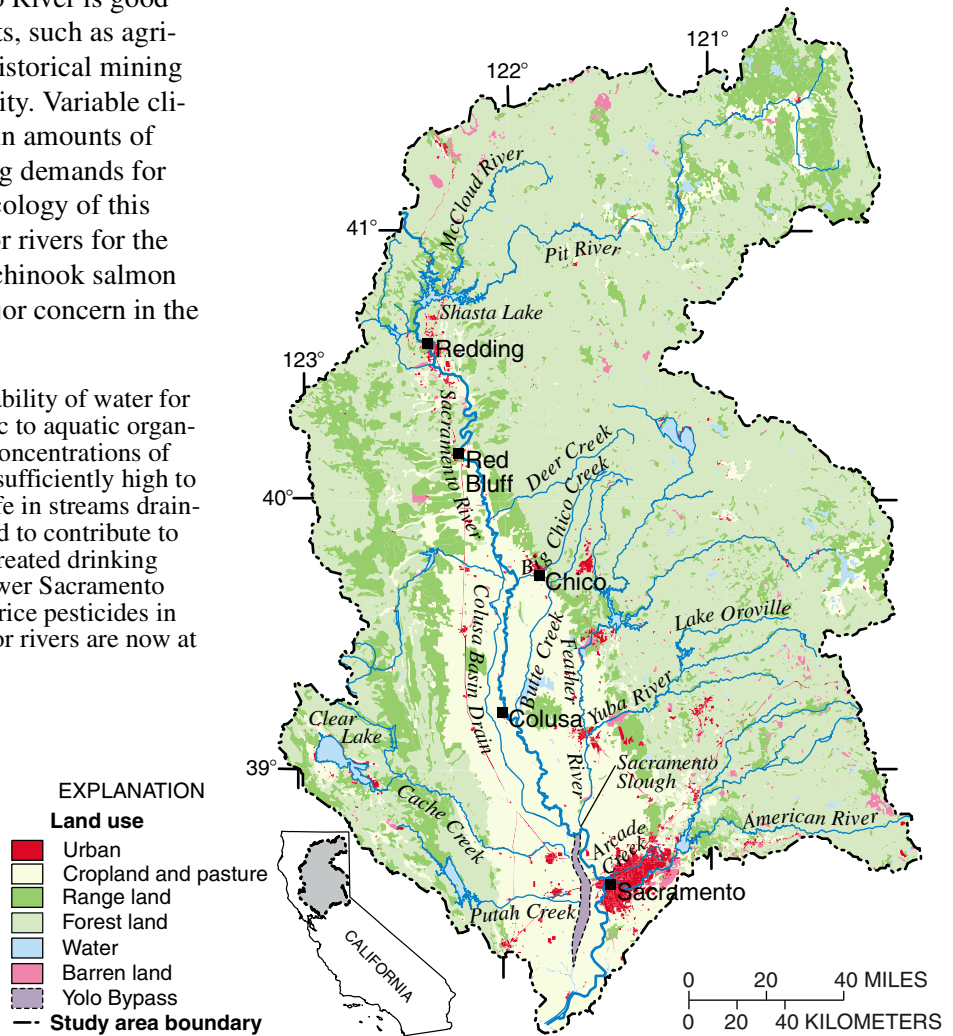 o River is good
ts, such as agri-
istorical mining
ity. Variable cli-
in amounts of
g demands for
cology of this
or rivers for the
chinook salmon
jor concern in the
ability of water for
c to aquatic organ-
oncentrations of
sufficiently high to
fe in streams drain-
d to contribute to
reated drinking
wer Sacramento
rice pesticides in
or rivers are now at
121°
122°
McCloud River
41°
Pit River
Shasta Lake
Redding
123°
Sacramento River
Red
Bluff
Deer Creek
40°
Big Chico Creek
Chico
Colusa Basin Drain
Butte Creek
Feather
River
Lake Oroville
Yuba River
Colusa
Clear
Lake
39°
Sacramento
Slough
Cache Creek
Arcade
Creek
American River
Sacramento
Putah Creek
EXPLANATION
Land use
Urban
Cropland and pasture
Range land
Forest land
Water
Barren land
Yolo Bypass
Study area boundary
CALIFORNIA
0 20 40 MILES
0 20 40 KILOMETERS